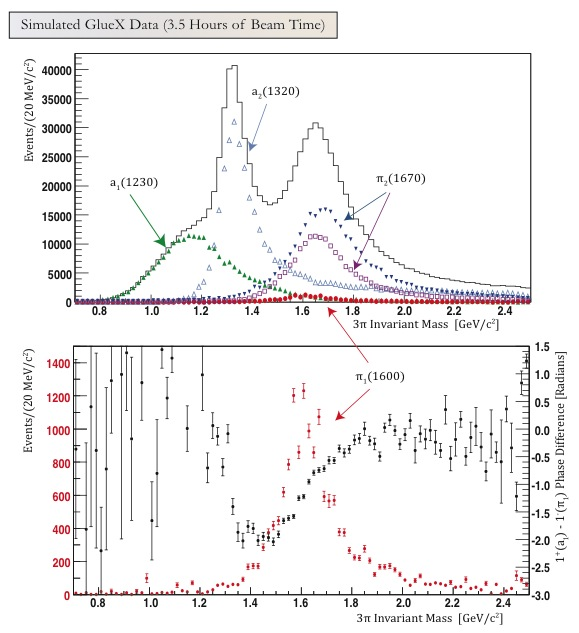 Simulated GlueX Data (3.5 Hours of Beam Time)
Events/(20 MeV/c²)
40000
35000
30000
25000
20000
15000
10000
5000
0
a₂(1320)
a₁(1230)
π₂(1670)
0.8 1.0 1.2 1.4 1.6 1.8 2.0 2.2 2.4
3π Invariant Mass [GeV/c²]
Events/(20 MeV/c²)
1400
1200
1000
800
600
400
200
0
π₁(1600)
1.5
1.0
0.5
0.0
-0.5
-1.0
-1.5
-2.0
-2.5
-3.0
1⁺(a₁) - 1⁻(π₁) Phase Difference [Radians]
0.8 1.0 1.2 1.4 1.6 1.8 2.0 2.2 2.4
3π Invariant Mass [GeV/c²]